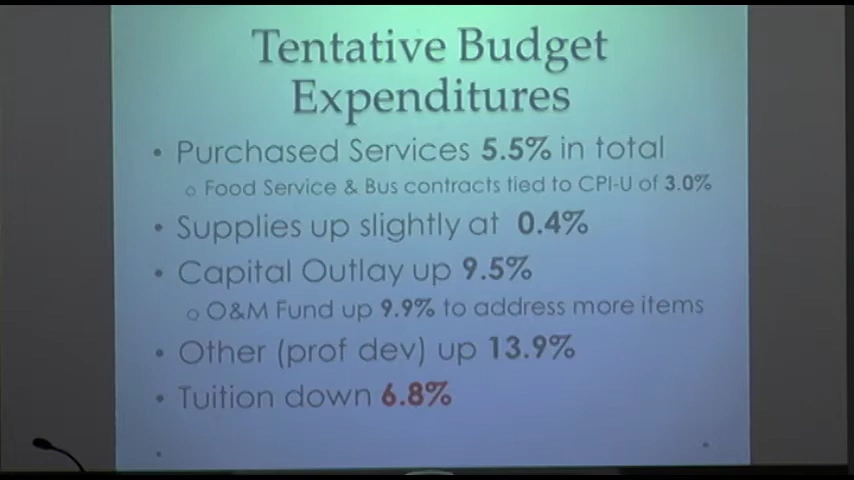 Tentative Budget
Expenditures
• Purchased Services 5.5% in total
o Food Service & Bus contracts tied to CPI-U of 3.0%
• Supplies up slightly at 0.4%
• Capital Outlay up 9.5%
o O&M Fund up 9.9% to address more items
• Other (prof dev) up 13.9%
• Tuition down 6.8%